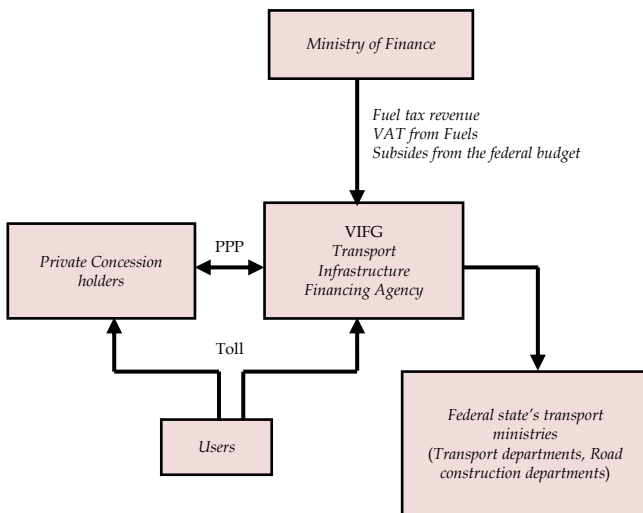 Ministry of Finance
Fuel tax revenue
VAT from Fuels
Subsides from the federal budget
Private Concession
holders
PPP
VIFG
Transport
Infrastructure
Financing Agency
Toll
Users
Federal state's transport
ministries
(Transport departments, Road
construction departments)